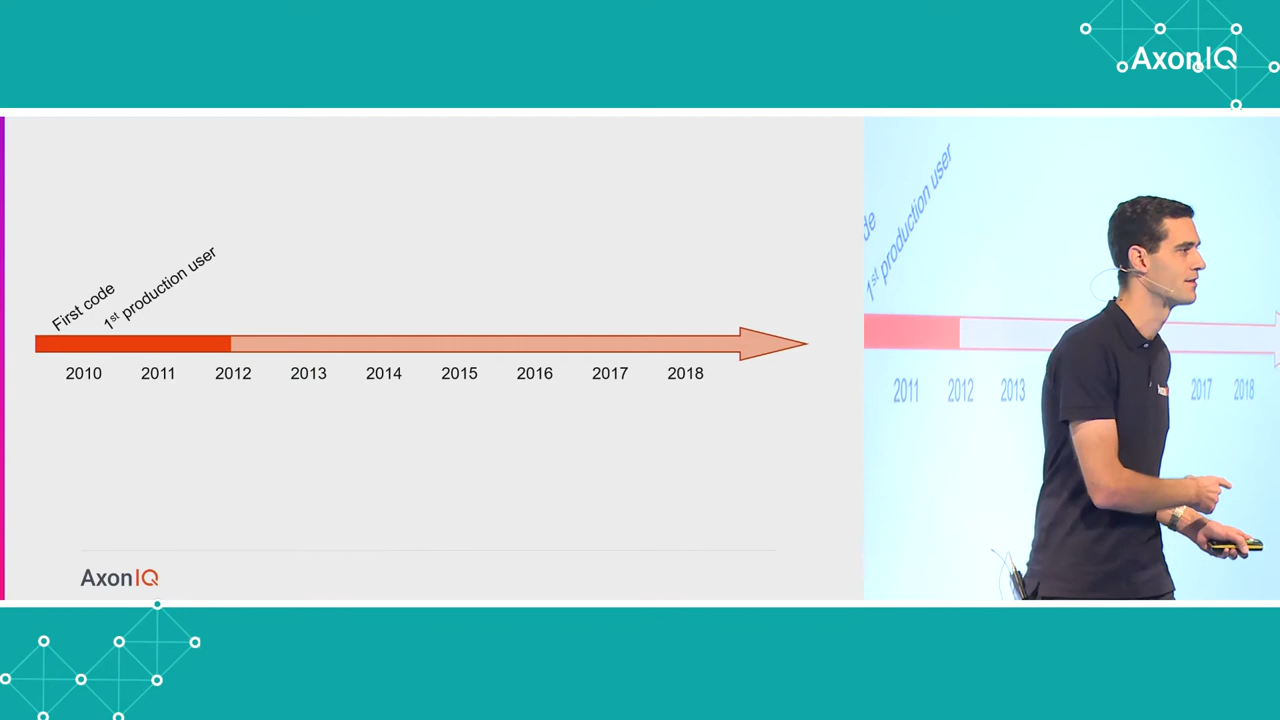 AxonIQ
First code
1st production user
2010 2011 2012 2013 2014 2015 2016 2017 2018
AxonIQ
de
1st production user
2011 2012 2013 2017 2018